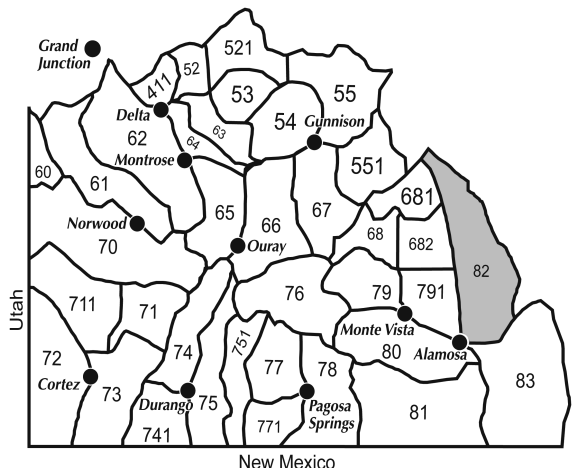 521
Grand
Junction
52
411
53
55
Delta
54
Gunnison
62
63
64
Montrose
551
60
61
681
65
67
Norwood
66
68
682
70
Ouray
82
76
79
791
711
71
Utah
Monte Vista
751
74
80
Alamosa
72
77
78
83
Cortez
73
Durango
75
Pagosa
Springs
81
771
741
New Mexico